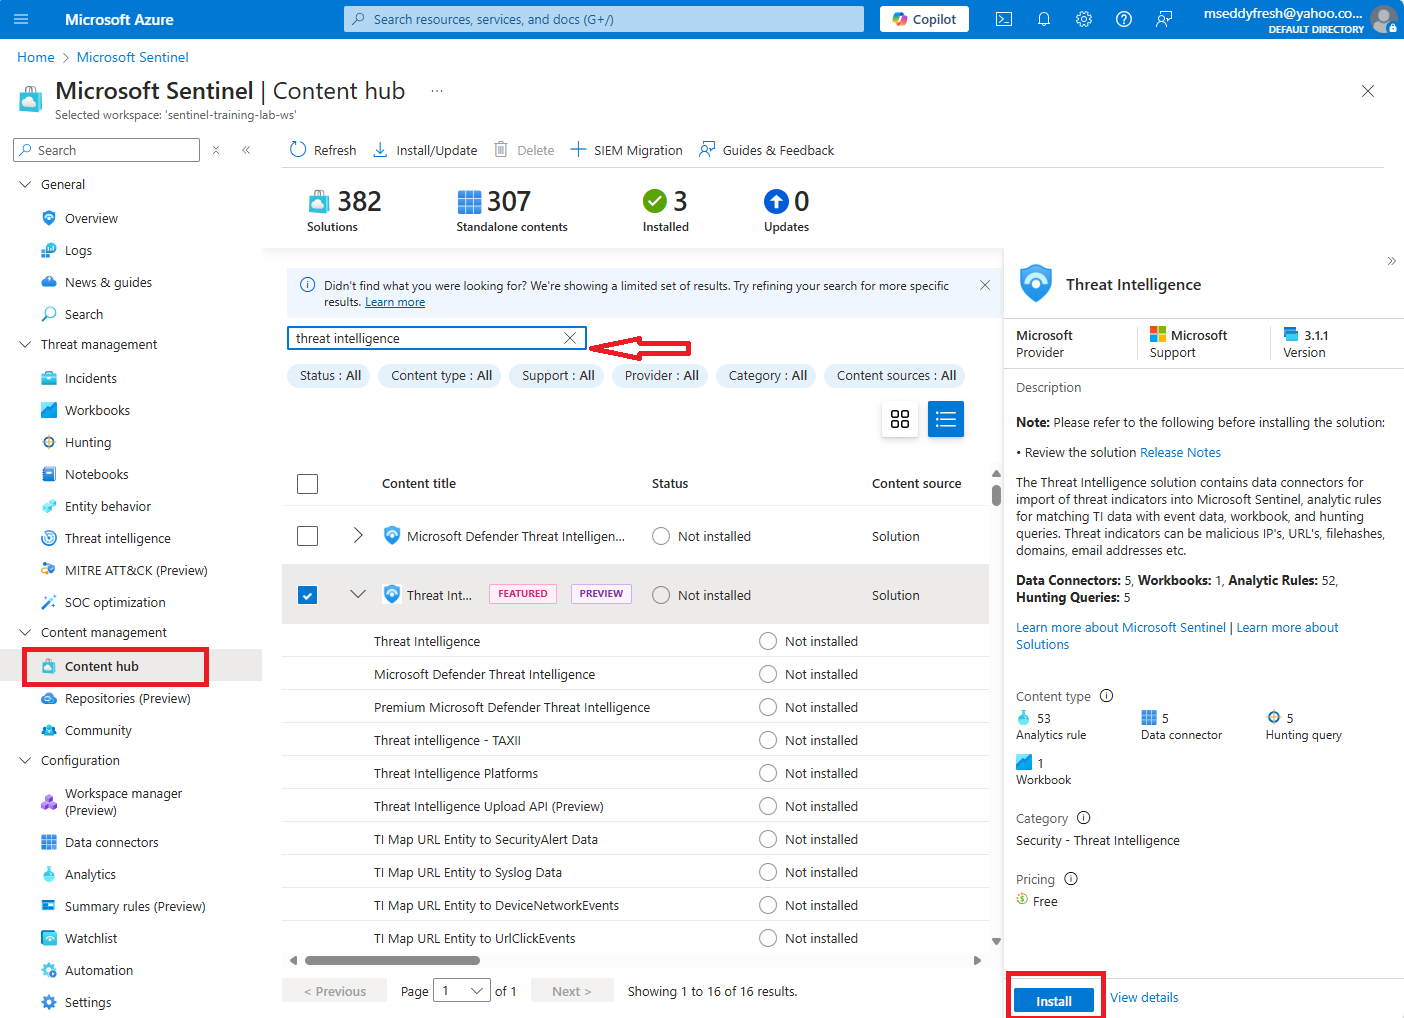 Microsoft Azure
Search resources, services, and docs (G+/)
Copilot
mseddyfresh@yahoo.co...
DEFAULT DIRECTORY
Home > Microsoft Sentinel
Microsoft Sentinel | Content hub ...
Selected workspace: 'sentinel-training-lab-ws'
Search
General
Overview
Logs
News & guides
Search
Threat management
Incidents
Workbooks
Hunting
Notebooks
Entity behavior
Threat intelligence
MITRE ATT&CK (Preview)
SOC optimization
Content management
Content hub
Repositories (Preview)
Community
Configuration
Workspace manager
(Preview)
Data connectors
Analytics
Summary rules (Preview)
Watchlist
Automation
Settings
Refresh Install/Update Delete SIEM Migration Guides & Feedback
382 307 3 0
Solutions Standalone contents Installed Updates
Didn't find what you were looking for? We're showing a limited set of results. Try refining your search for more specific
results. Learn more
threat intelligence
Status : All Content type : All Support : All Provider : All Category : All Content sources : All
Content title Status Content source
Microsoft Defender Threat Intelligen... Not installed Solution
Threat Int... FEATURED PREVIEW Not installed Solution
Threat Intelligence Not installed
Microsoft Defender Threat Intelligence Not installed
Premium Microsoft Defender Threat Intelligence Not installed
Threat intelligence - TAXII Not installed
Threat Intelligence Platforms Not installed
Threat Intelligence Upload API (Preview) Not installed
TI Map URL Entity to SecurityAlert Data Not installed
TI Map URL Entity to Syslog Data Not installed
TI Map URL Entity to DeviceNetworkEvents Not installed
TI Map URL Entity to UrlClickEvents Not installed
< Previous Page 1 of 1 Next > Showing 1 to 16 of 16 results.
Threat Intelligence
Microsoft Microsoft 3.1.1
Provider Support Version
Description
Note: Please refer to the following before installing the solution:
• Review the solution Release Notes
The Threat Intelligence solution contains data connectors for
import of threat indicators into Microsoft Sentinel, analytic rules
for matching TI data with event data, workbook, and hunting
queries. Threat indicators can be malicious IP's, URL's, filehashes,
domains, email addresses etc.
Data Connectors: 5, Workbooks: 1, Analytic Rules: 52,
Hunting Queries: 5
Learn more about Microsoft Sentinel | Learn more about
Solutions
Content type
53 5 5
Analytics rule Data connector Hunting query
1
Workbook
Category
Security - Threat Intelligence
Pricing
Free
Install View details